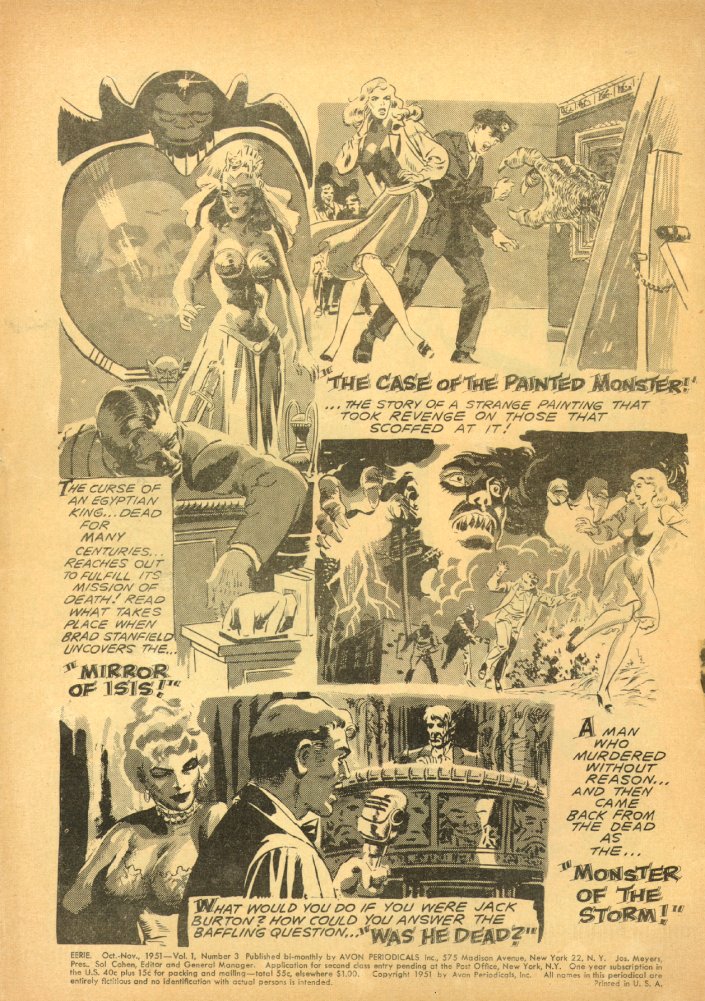 "THE CASE OF THE PAINTED MONSTER!"
...THE STORY OF A STRANGE PAINTING THAT
TOOK REVENGE ON THOSE THAT
SCOFFED AT IT!
THE CURSE OF
AN EGYPTIAN
KING...DEAD
FOR
MANY
CENTURIES...
REACHES OUT
TO FULFILL ITS
MISSION OF
DEATH! READ
WHAT TAKES
PLACE WHEN
BRAD STANFIELD
UNCOVERS THE...
"MIRROR
OF ISIS!"
A MAN
WHO
MURDERED
WITHOUT
REASON...
AND THEN
CAME
BACK FROM
THE DEAD
AS
THE...
"MONSTER
OF THE
STORM!"
WHAT WOULD YOU DO IF YOU WERE JACK
BURTON? HOW COULD YOU ANSWER THE
BAFFLING QUESTION..."WAS HE DEAD?"
EERIE. Oct.-Nov., 1951—Vol. 1, Number 3 Published bi-monthly by AVON PERIODICALS Inc., 575 Madison Avenue, New York 22, N. Y. Jos. Meyers,
Pres., Sol Cohen, Editor and General Manager. Application for second class entry pending at the Post Office, New York, N.Y. One year subscription in
the U.S. 40c plus 15c for packing and mailing—total 55c, elsewhere $1.00. Copyright 1951 by Avon Periodicals, Inc. All names in this periodical are
entirely fictitious and no identification with actual persons is intended. Printed in U. S. A.